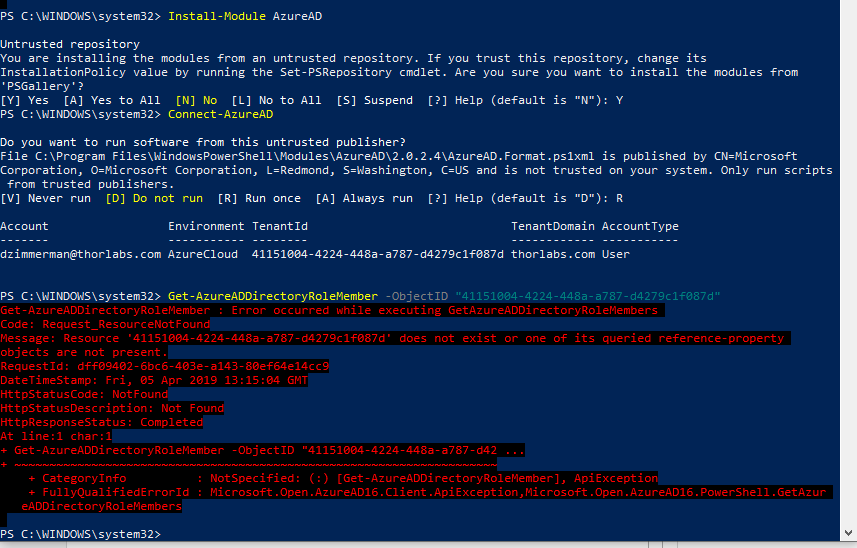 PS C:\WINDOWS\system32> Install-Module AzureAD
Untrusted repository
You are installing the modules from an untrusted repository. If you trust this repository, change its
InstallationPolicy value by running the Set-PSRepository cmdlet. Are you sure you want to install the modules from
'PSGallery'?
[Y] Yes  [A] Yes to All  [N] No  [L] No to All  [S] Suspend  [?] Help (default is "N"): Y
PS C:\WINDOWS\system32> Connect-AzureAD
Do you want to run software from this untrusted publisher?
File C:\Program Files\WindowsPowerShell\Modules\AzureAD\2.0.2.4\AzureAD.Format.ps1xml is published by CN=Microsoft
Corporation, O=Microsoft Corporation, L=Redmond, S=Washington, C=US and is not trusted on your system. Only run scripts
 from trusted publishers.
[V] Never run  [D] Do not run  [R] Run once  [A] Always run  [?] Help (default is "D"): R
Account                Environment TenantId                             TenantDomain AccountType
-------                ----------- --------                             ------------ -----------
dzimmerman@thorlabs.com AzureCloud  41151004-4224-448a-a787-d4279c1f087d thorlabs.com User
PS C:\WINDOWS\system32> Get-AzureADDirectoryRoleMember -ObjectID "41151004-4224-448a-a787-d4279c1f087d"
Get-AzureADDirectoryRoleMember : Error occurred while executing GetAzureADDirectoryRoleMembers
Code: Request_ResourceNotFound
Message: Resource '41151004-4224-448a-a787-d4279c1f087d' does not exist or one of its queried reference-property
objects are not present.
RequestId: dff09402-6bc6-403e-a143-80ef64e14cc9
DateTimeStamp: Fri, 05 Apr 2019 13:15:04 GMT
HttpStatusCode: NotFound
HttpStatusDescription: Not Found
HttpResponseStatus: Completed
At line:1 char:1
+ Get-AzureADDirectoryRoleMember -ObjectID "41151004-4224-448a-a787-d42 ...
+ ~~~~~~~~~~~~~~~~~~~~~~~~~~~~~~~~~~~~~~~~~~~~~~~~~~~~~~~~~~~~~~~~~~~~~
    + CategoryInfo          : NotSpecified: (:) [Get-AzureADDirectoryRoleMember], ApiException
    + FullyQualifiedErrorId : Microsoft.Open.AzureAD16.Client.ApiException,Microsoft.Open.AzureAD16.PowerShell.GetAzur
   eADDirectoryRoleMembers
PS C:\WINDOWS\system32>